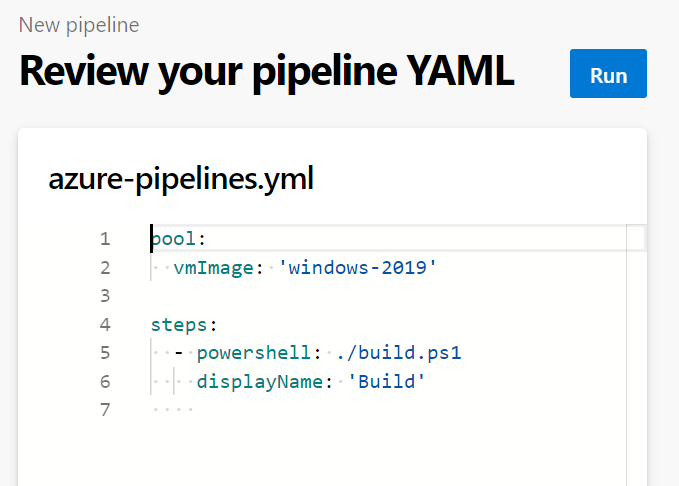 New pipeline
Review your pipeline YAML
Run
azure-pipelines.yml
1 pool:
2   vmImage: 'windows-2019'
3
4 steps:
5   - powershell: ./build.ps1
6     displayName: 'Build'
7